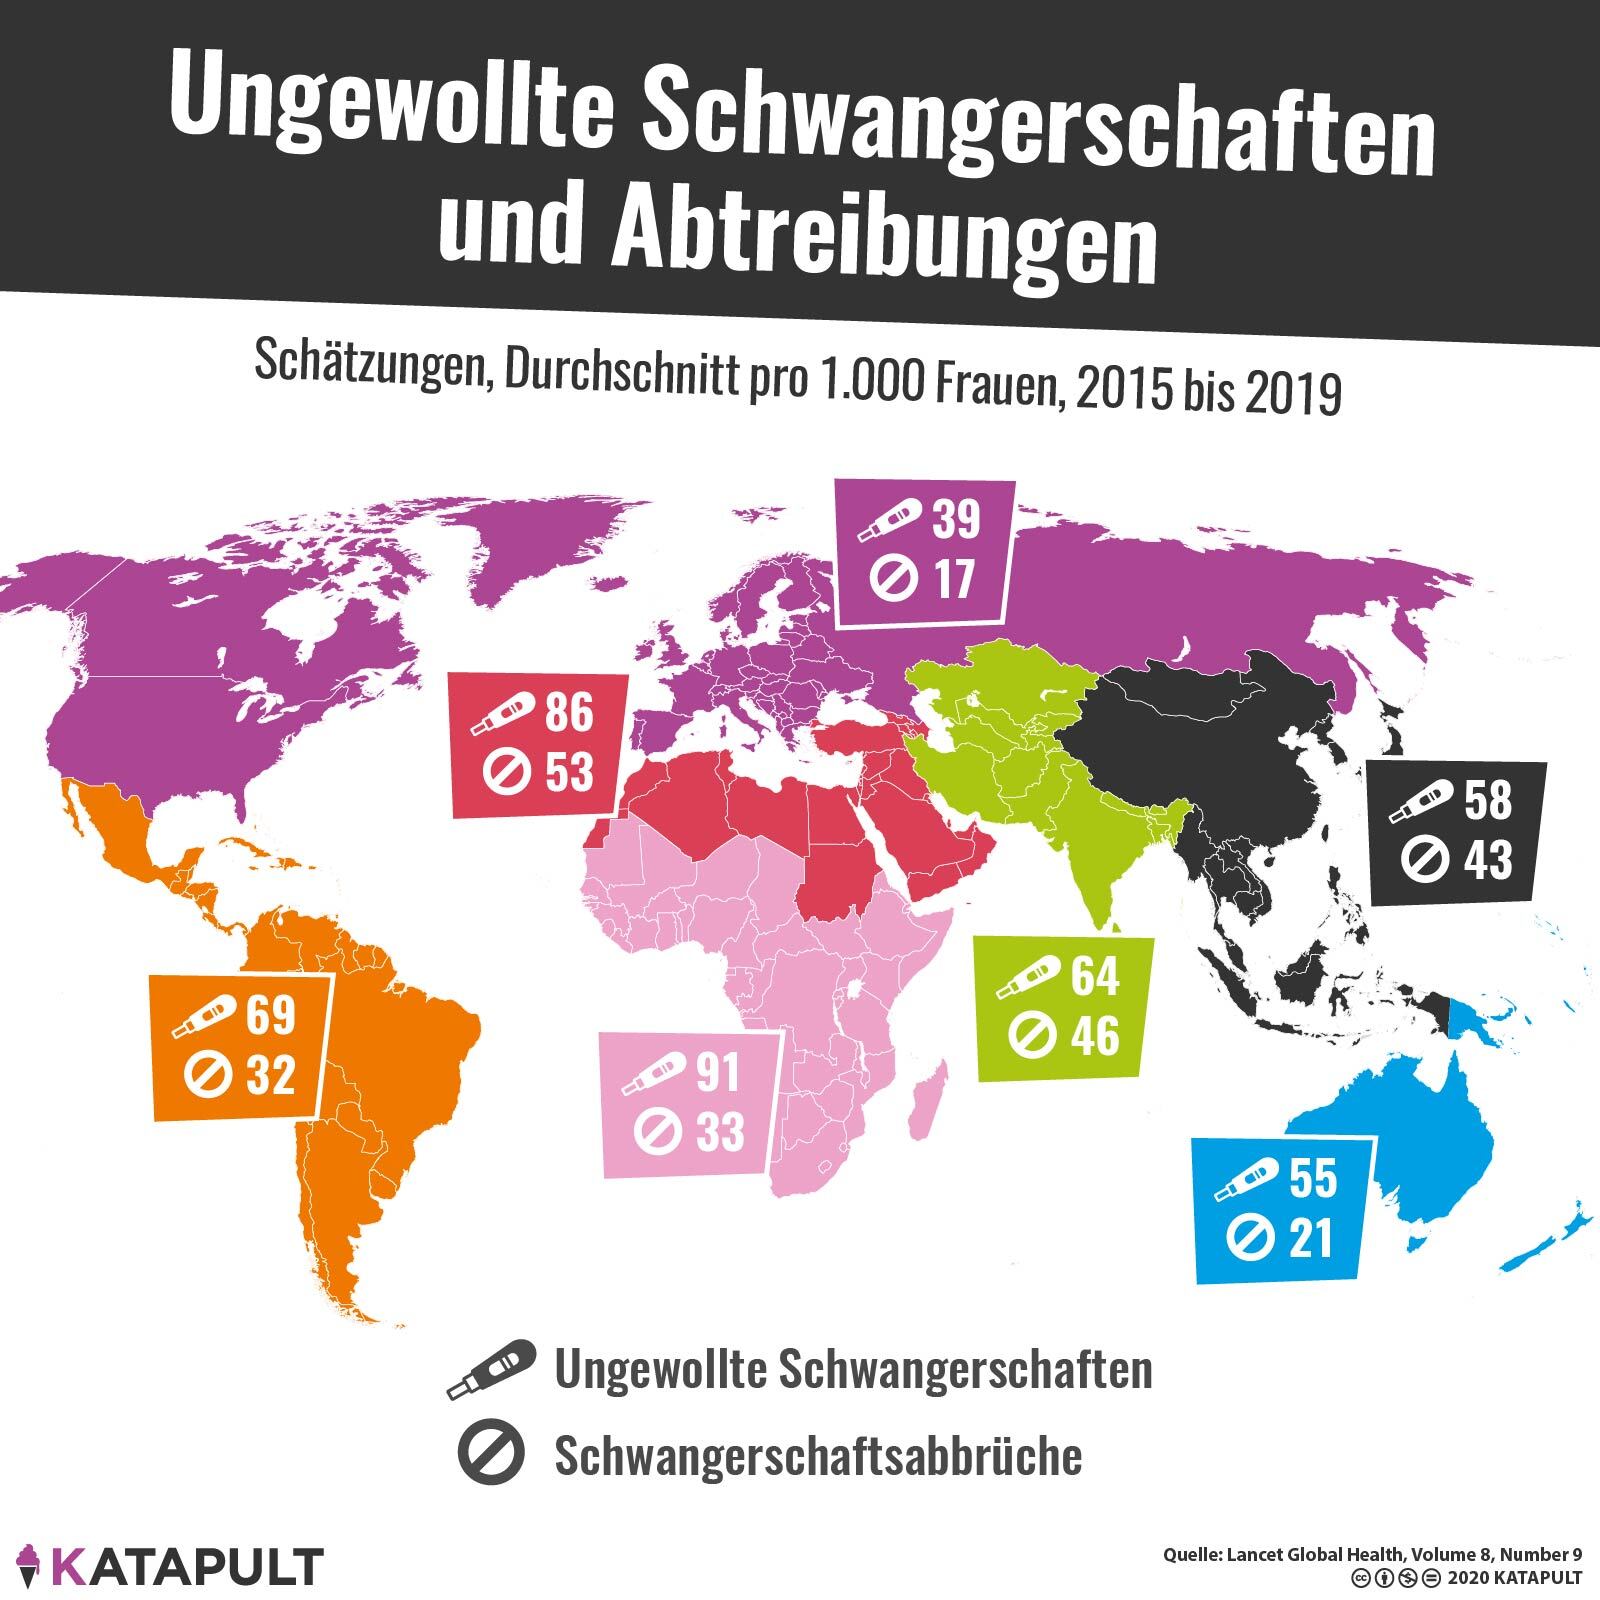 Ungewollte Schwangerschaften
und Abtreibungen
Schätzungen, Durchschnitt pro 1.000 Frauen, 2015 bis 2019
39
17
86
53
58
43
64
46
69
32
91
33
55
21
Ungewollte Schwangerschaften
Schwangerschaftsabbrüche
KATAPULT
Quelle: Lancet Global Health, Volume 8, Number 9
cc 2020 KATAPULT